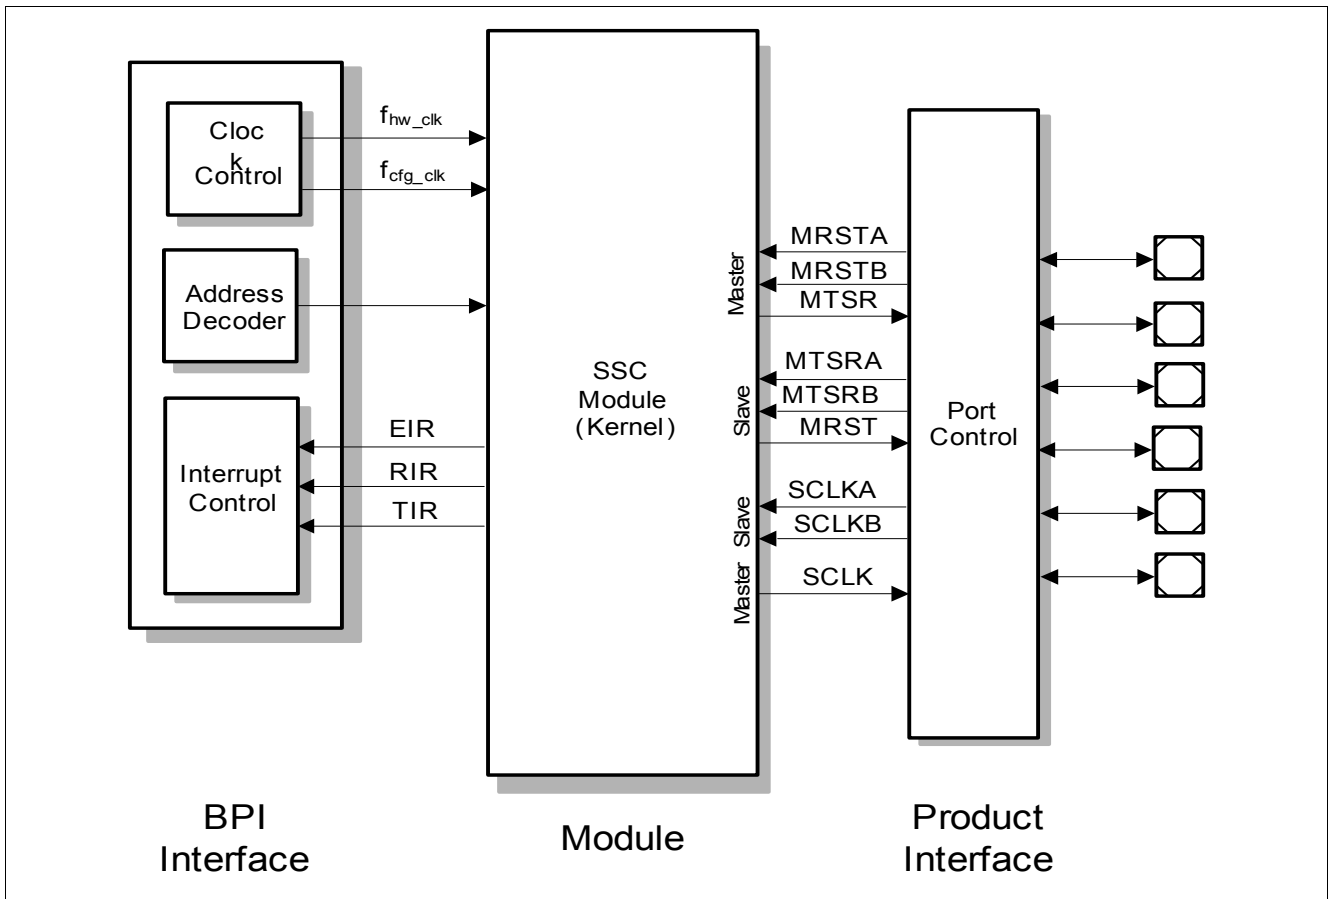 Cloc
k
Control
fhw_clk
fcfg_clk
Address
Decoder
Interrupt
Control
EIR
RIR
TIR
SSC
Module
(Kernel)
Master
Slave
Slave
Master
MRSTA
MRSTB
MTSR
MTSRA
MTSRB
MRST
SCLKA
SCLKB
SCLK
Port
Control
BPI
Interface
Module
Product
Interface